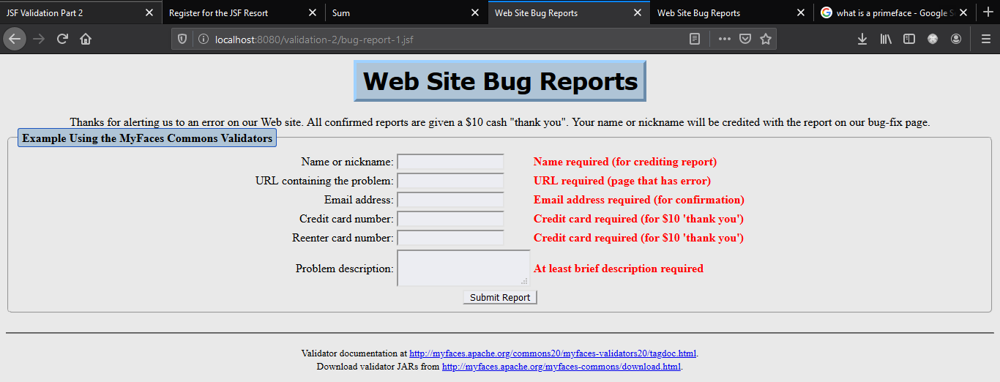 JSF Validation Part 2
Register for the JSF Resort
Sum
Web Site Bug Reports
Web Site Bug Reports
what is a primeface - Google S
localhost:8080/validation-2/bug-report-1.jsf
Web Site Bug Reports
Thanks for alerting us to an error on our Web site. All confirmed reports are given a $10 cash "thank you". Your name or nickname will be credited with the report on our bug-fix page.
Example Using the MyFaces Commons Validators
Name or nickname: Name required (for crediting report)
URL containing the problem: URL required (page that has error)
Email address: Email address required (for confirmation)
Credit card number: Credit card required (for $10 'thank you')
Reenter card number: Credit card required (for $10 'thank you')
Problem description: At least brief description required
Submit Report
Validator documentation at http://myfaces.apache.org/commons20/myfaces-validators20/tagdoc.html.
Download validator JARs from http://myfaces.apache.org/myfaces-commons/download.html.